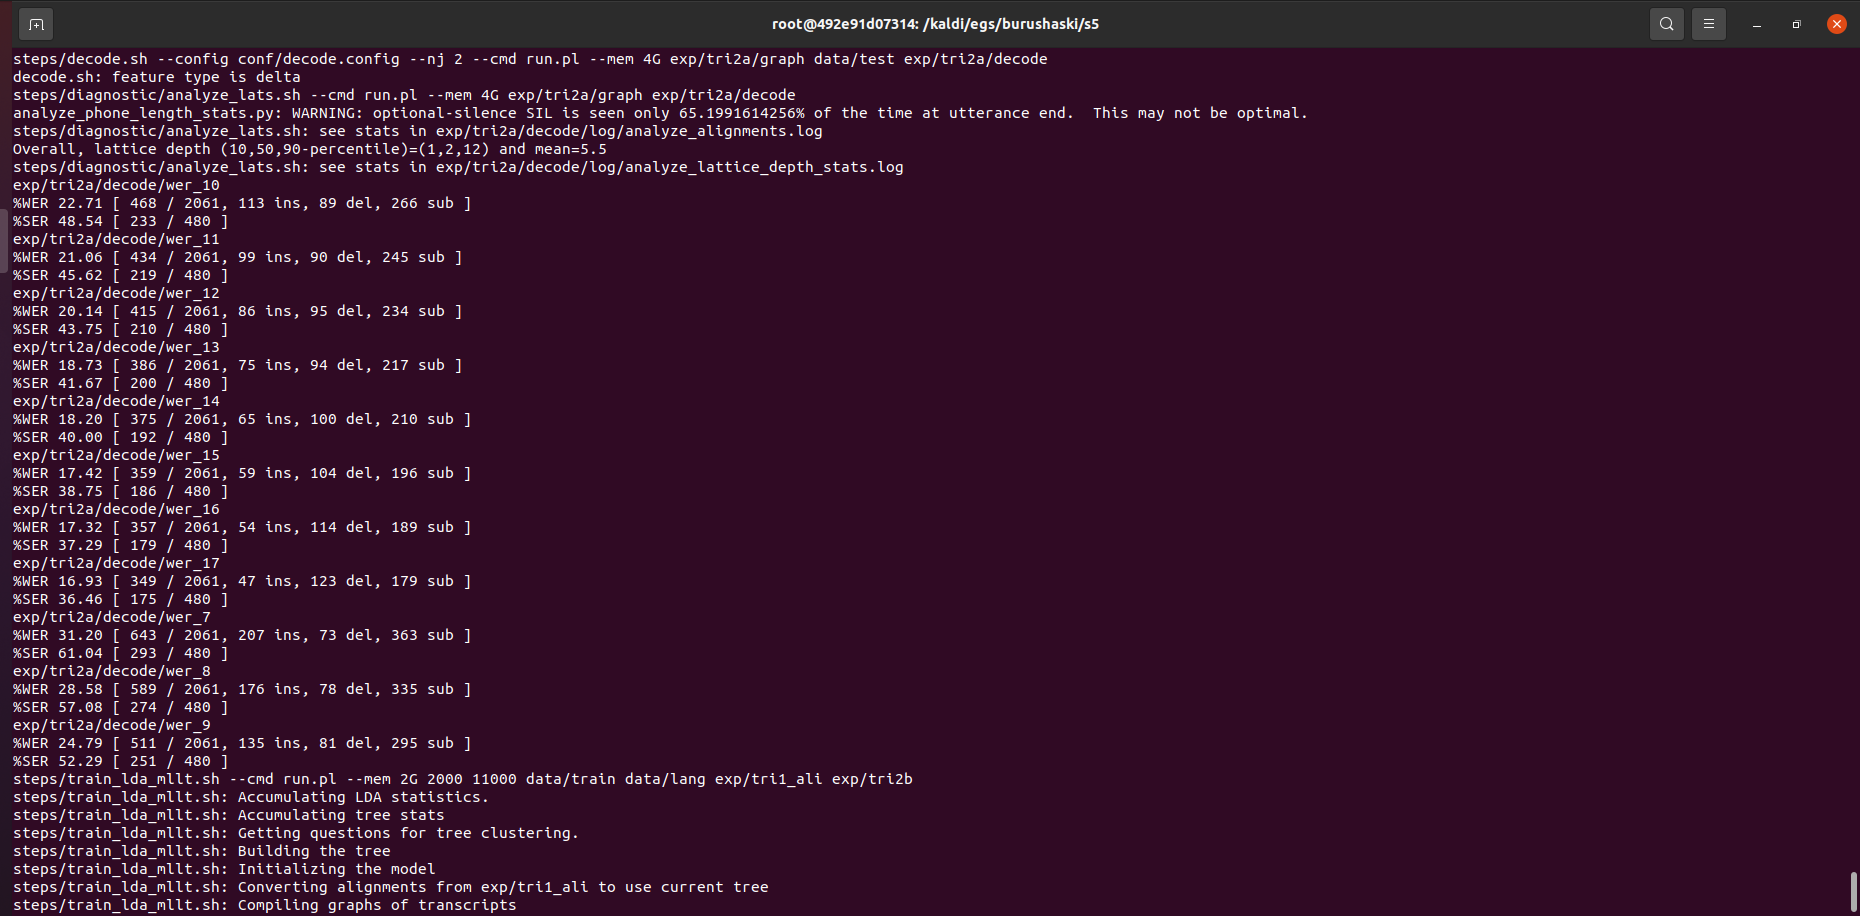 root@492e91d07314: /kaldi/egs/burushaski/s5
steps/decode.sh --config conf/decode.config --nj 2 --cmd run.pl --mem 4G exp/tri2a/graph data/test exp/tri2a/decode
decode.sh: feature type is delta
steps/diagnostic/analyze_lats.sh --cmd run.pl --mem 4G exp/tri2a/graph exp/tri2a/decode
analyze_phone_length_stats.py: WARNING: optional-silence SIL is seen only 65.1991614256% of the time at utterance end.  This may not be optimal.
steps/diagnostic/analyze_lats.sh: see stats in exp/tri2a/decode/log/analyze_alignments.log
Overall, lattice depth (10,50,90-percentile)=(1,2,12) and mean=5.5
steps/diagnostic/analyze_lats.sh: see stats in exp/tri2a/decode/log/analyze_lattice_depth_stats.log
exp/tri2a/decode/wer_10
%WER 22.71 [ 468 / 2061, 113 ins, 89 del, 266 sub ]
%SER 48.54 [ 233 / 480 ]
exp/tri2a/decode/wer_11
%WER 21.06 [ 434 / 2061, 99 ins, 90 del, 245 sub ]
%SER 45.62 [ 219 / 480 ]
exp/tri2a/decode/wer_12
%WER 20.14 [ 415 / 2061, 86 ins, 95 del, 234 sub ]
%SER 43.75 [ 210 / 480 ]
exp/tri2a/decode/wer_13
%WER 18.73 [ 386 / 2061, 75 ins, 94 del, 217 sub ]
%SER 41.67 [ 200 / 480 ]
exp/tri2a/decode/wer_14
%WER 18.20 [ 375 / 2061, 65 ins, 100 del, 210 sub ]
%SER 40.00 [ 192 / 480 ]
exp/tri2a/decode/wer_15
%WER 17.42 [ 359 / 2061, 59 ins, 104 del, 196 sub ]
%SER 38.75 [ 186 / 480 ]
exp/tri2a/decode/wer_16
%WER 17.32 [ 357 / 2061, 54 ins, 114 del, 189 sub ]
%SER 37.29 [ 179 / 480 ]
exp/tri2a/decode/wer_17
%WER 16.93 [ 349 / 2061, 47 ins, 123 del, 179 sub ]
%SER 36.46 [ 175 / 480 ]
exp/tri2a/decode/wer_7
%WER 31.20 [ 643 / 2061, 207 ins, 73 del, 363 sub ]
%SER 61.04 [ 293 / 480 ]
exp/tri2a/decode/wer_8
%WER 28.58 [ 589 / 2061, 176 ins, 78 del, 335 sub ]
%SER 57.08 [ 274 / 480 ]
exp/tri2a/decode/wer_9
%WER 24.79 [ 511 / 2061, 135 ins, 81 del, 295 sub ]
%SER 52.29 [ 251 / 480 ]
steps/train_lda_mllt.sh --cmd run.pl --mem 2G 2000 11000 data/train data/lang exp/tri1_ali exp/tri2b
steps/train_lda_mllt.sh: Accumulating LDA statistics.
steps/train_lda_mllt.sh: Accumulating tree stats
steps/train_lda_mllt.sh: Getting questions for tree clustering.
steps/train_lda_mllt.sh: Building the tree
steps/train_lda_mllt.sh: Initializing the model
steps/train_lda_mllt.sh: Converting alignments from exp/tri1_ali to use current tree
steps/train_lda_mllt.sh: Compiling graphs of transcripts